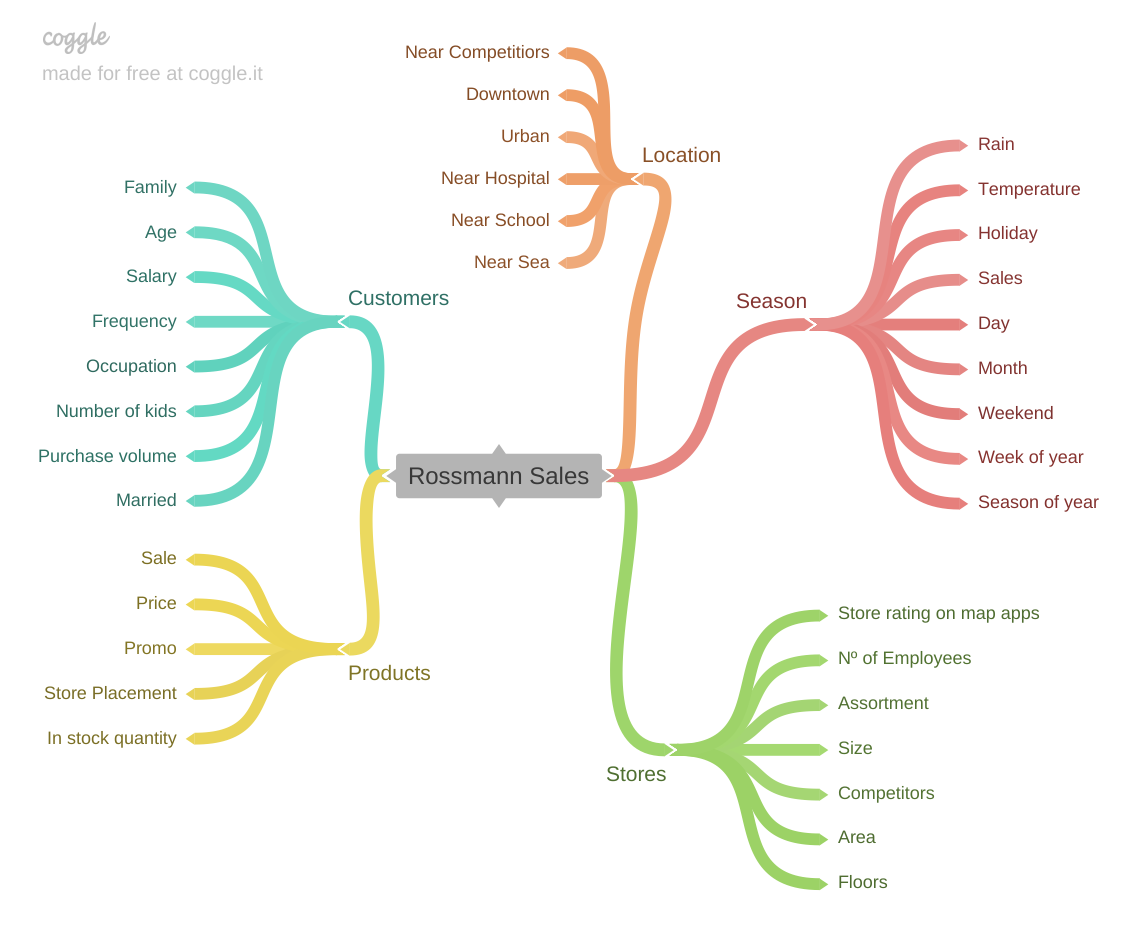 coggle
made for free at coggle.it
Near Competitiors
Downtown
Urban
Near Hospital
Near School
Near Sea
Location
Family
Age
Salary
Frequency
Occupation
Number of kids
Purchase volume
Married
Customers
Season
Rain
Temperature
Holiday
Sales
Day
Month
Weekend
Week of year
Season of year
Rossmann Sales
Sale
Price
Promo
Store Placement
In stock quantity
Products
Stores
Store rating on map apps
Nº of Employees
Assortment
Size
Competitors
Area
Floors